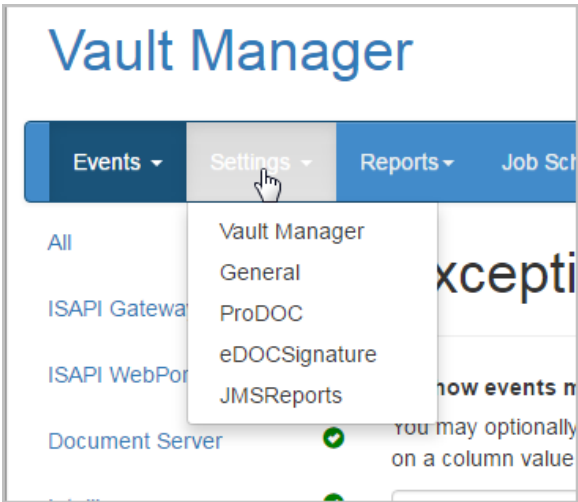 Vault Manager
Events Settings Reports Job Sch
All
ISAPI Gatewa
ISAPI WebPor
Document Server
Vault Manager
General
ProDOC
eDOCSignature
JMSReports
xcepti
how events m
You may optionally
on a column value